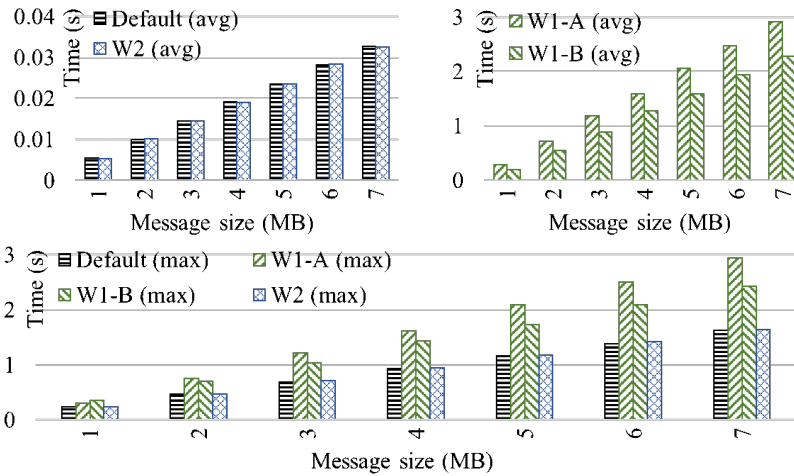 0.04
0.03
0.02
0.01
0
Time (s)
Default (avg)
W2 (avg)
1 2 3 4 5 6 7
Message size (MB)
3
2
1
0
Time (s)
W1-A (avg)
W1-B (avg)
1 2 3 4 5 6 7
Message size (MB)
3
2
1
0
Time (s)
Default (max) W1-A (max)
W1-B (max) W2 (max)
1 2 3 4 5 6 7
Message size (MB)